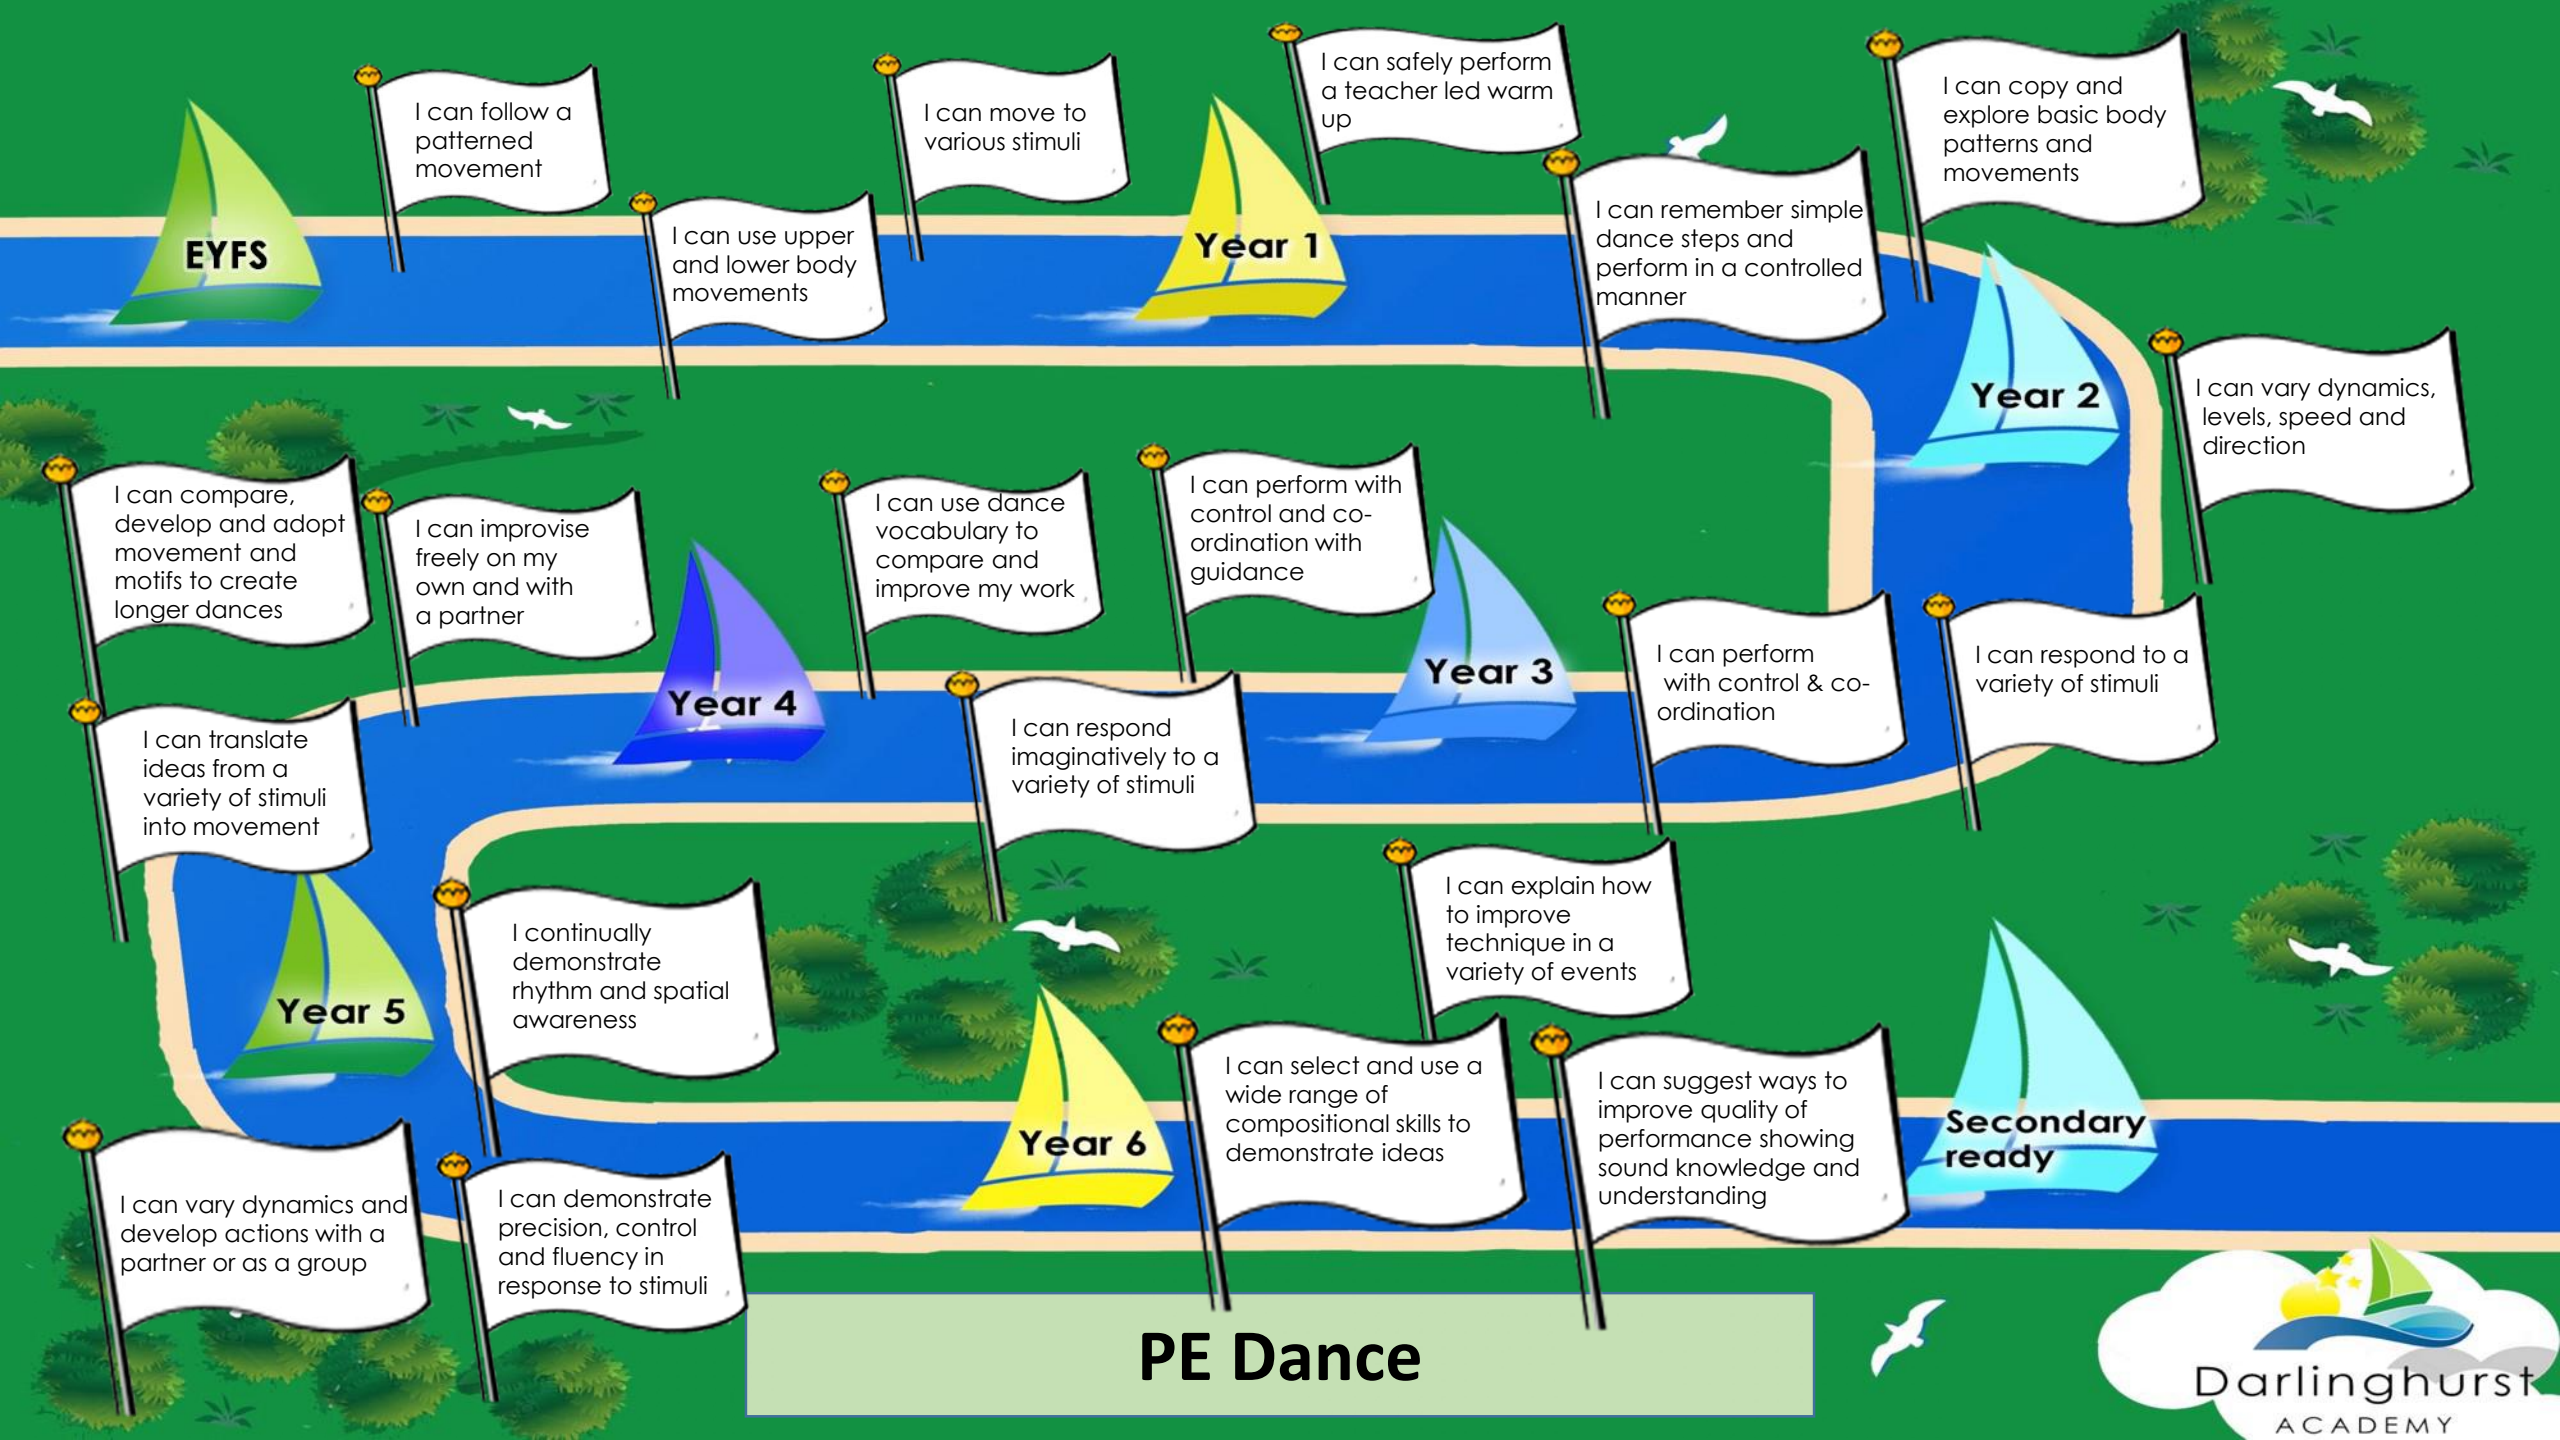 EYFS
I can follow a
patterned
movement
I can use upper
and lower body
movements
I can move to
various stimuli
Year 1
I can safely perform
a teacher led warm
up
I can remember simple
dance steps and
perform in a controlled
manner
I can copy and
explore basic body
patterns and
movements
Year 2
I can vary dynamics,
levels, speed and
direction
I can respond to a
variety of stimuli
I can perform
with control & co-
ordination
Year 3
I can perform with
control and co-
ordination with
guidance
I can respond
imaginatively to a
variety of stimuli
I can use dance
vocabulary to
compare and
improve my work
Year 4
I can improvise
freely on my
own and with
a partner
I can compare,
develop and adopt
movement and
motifs to create
longer dances
I can translate
ideas from a
variety of stimuli
into movement
Year 5
I continually
demonstrate
rhythm and spatial
awareness
I can vary dynamics and
develop actions with a
partner or as a group
I can demonstrate
precision, control
and fluency in
response to stimuli
Year 6
I can select and use a
wide range of
compositional skills to
demonstrate ideas
I can explain how
to improve
technique in a
variety of events
I can suggest ways to
improve quality of
performance showing
sound knowledge and
understanding
Secondary
ready
PE Dance
Darlinghurst
ACADEMY